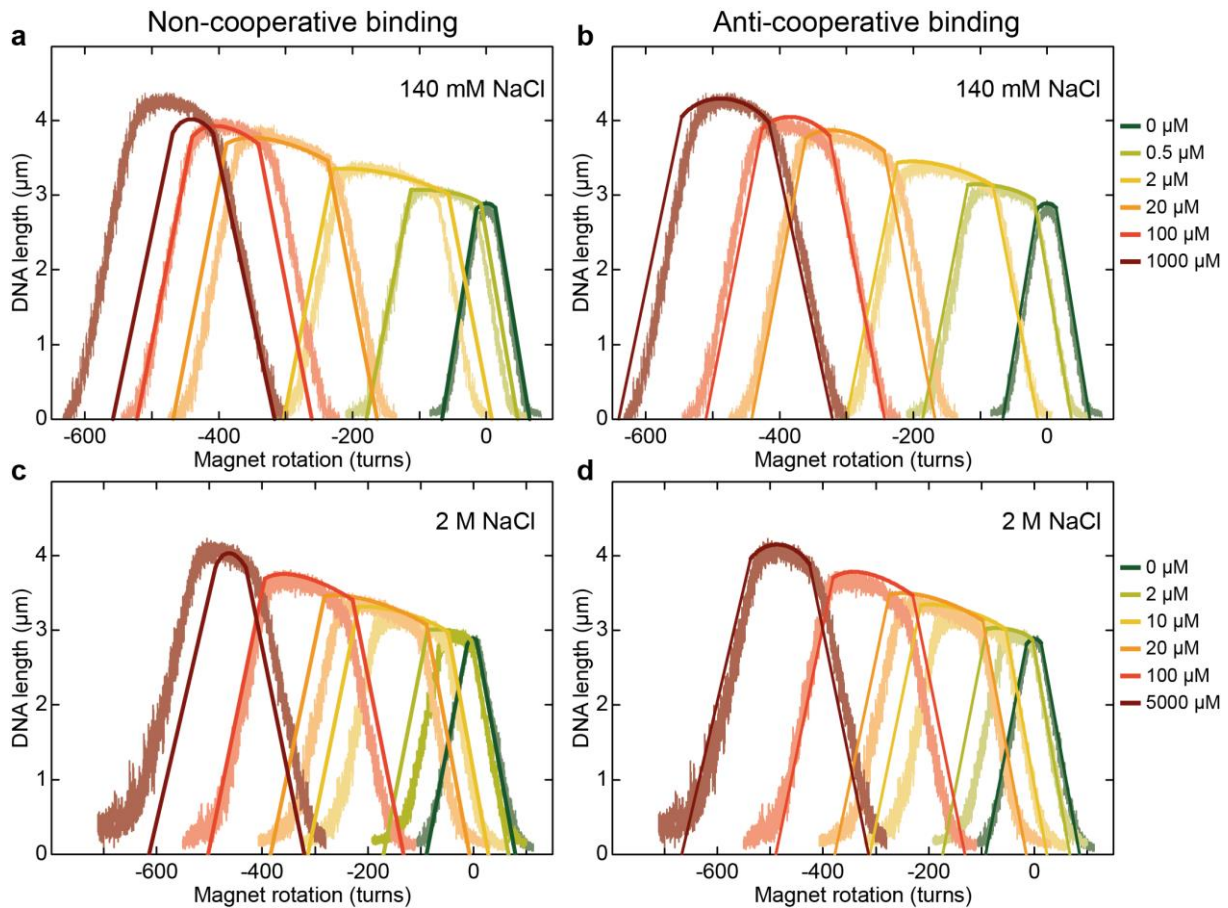 Non-cooperative binding
Anti-cooperative binding
a
140 mM NaCl
DNA length (µm)
4
3
2
1
0
-600
-400
-200
0
Magnet rotation (turns)
b
140 mM NaCl
DNA length (µm)
4
3
2
1
0
-600
-400
-200
0
Magnet rotation (turns)
0 µM
0.5 µM
2 µM
20 µM
100 µM
1000 µM
c
2 M NaCl
DNA length (µm)
4
3
2
1
0
-600
-400
-200
0
Magnet rotation (turns)
d
2 M NaCl
DNA length (µm)
4
3
2
1
0
-600
-400
-200
0
Magnet rotation (turns)
0 µM
2 µM
10 µM
20 µM
100 µM
5000 µM